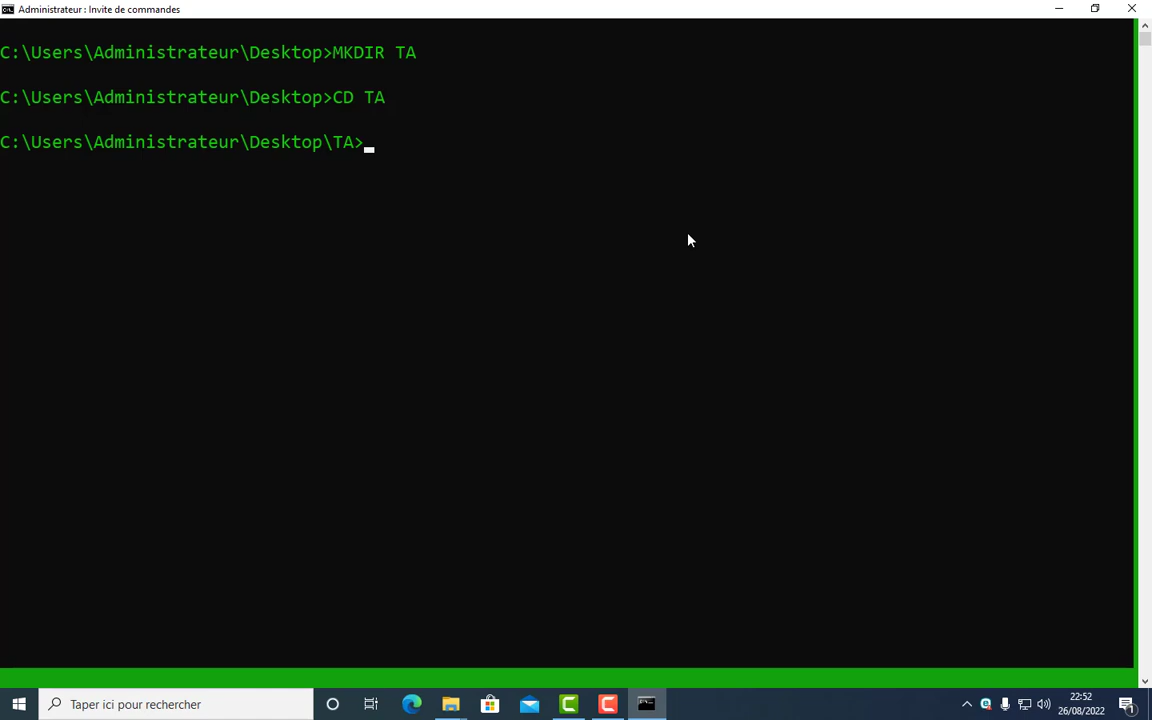 Administrateur : Invite de commandes
C:\Users\Administrateur\Desktop>MKDIR TA
C:\Users\Administrateur\Desktop>CD TA
C:\Users\Administrateur\Desktop\TA>
Taper ici pour rechercher
22:52
26/08/2022
1